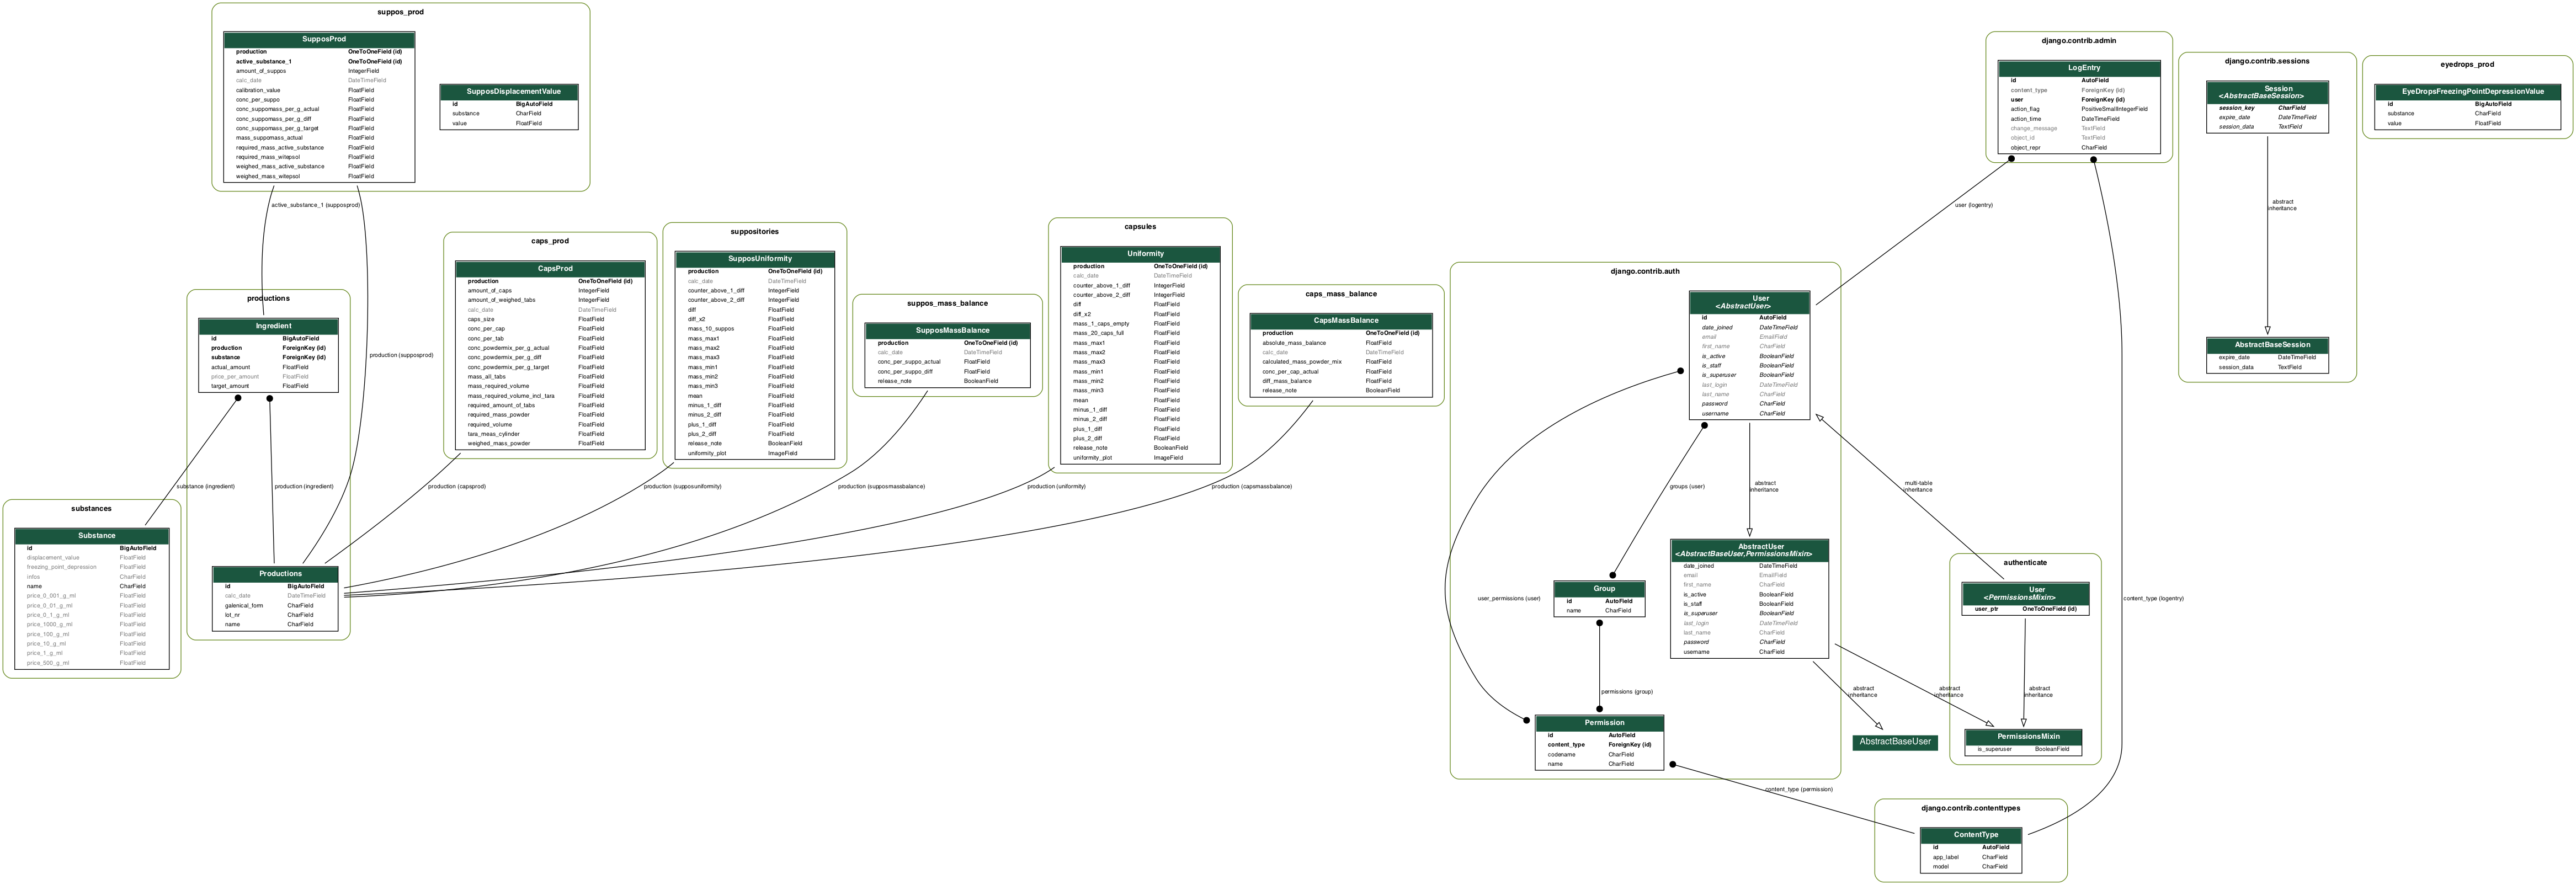 suppos_prod
SupposProd
production OneToOneField (id)
active_substance_1 OneToOneField (id)
amount_of_suppos IntegerField
calc_date DateTimeField
calibration_value FloatField
conc_per_suppo FloatField
conc_suppomass_per_g_actual FloatField
conc_suppomass_per_g_diff FloatField
conc_suppomass_per_g_target FloatField
mass_suppomass_actual FloatField
required_mass_active_substance FloatField
required_mass_witepsol FloatField
weighed_mass_active_substance FloatField
weighed_mass_witepsol FloatField
SupposDisplacementValue
id BigAutoField
substance CharField
value FloatField
active_substance_1 (supposprod)
production (supposprod)
productions
Ingredient
id BigAutoField
production ForeignKey (id)
substance ForeignKey (id)
actual_amount FloatField
price_per_amount FloatField
target_amount FloatField
substance (ingredient)
production (ingredient)
Productions
id BigAutoField
calc_date DateTimeField
galenical_form CharField
lot_nr CharField
name CharField
substances
Substance
id BigAutoField
displacement_value FloatField
freezing_point_depression FloatField
infos CharField
name CharField
price_0_001_g_ml FloatField
price_0_01_g_ml FloatField
price_0_1_g_ml FloatField
price_1000_g_ml FloatField
price_100_g_ml FloatField
price_10_g_ml FloatField
price_1_g_ml FloatField
price_500_g_ml FloatField
caps_prod
CapsProd
production OneToOneField (id)
amount_of_caps IntegerField
amount_of_weighed_tabs IntegerField
calc_date DateTimeField
caps_size FloatField
conc_per_cap FloatField
conc_per_tab FloatField
conc_powdermix_per_g_actual FloatField
conc_powdermix_per_g_diff FloatField
conc_powdermix_per_g_target FloatField
mass_all_tabs FloatField
mass_required_volume FloatField
mass_required_volume_incl_tara FloatField
required_amount_of_tabs FloatField
required_mass_powder FloatField
required_volume FloatField
tara_meas_cylinder FloatField
weighed_mass_powder FloatField
production (capsprod)
suppositories
SupposUniformity
production OneToOneField (id)
calc_date DateTimeField
counter_above_1_diff IntegerField
counter_above_2_diff IntegerField
diff FloatField
diff_x2 FloatField
mass_10_suppos FloatField
mass_max1 FloatField
mass_max2 FloatField
mass_max3 FloatField
mass_min1 FloatField
mass_min2 FloatField
mass_min3 FloatField
mean FloatField
minus_1_diff FloatField
minus_2_diff FloatField
plus_1_diff FloatField
plus_2_diff FloatField
release_note BooleanField
uniformity_plot ImageField
production (supposuniformity)
suppos_mass_balance
SupposMassBalance
production OneToOneField (id)
calc_date DateTimeField
conc_per_suppo_actual FloatField
conc_per_suppo_diff FloatField
release_note BooleanField
production (supposmassbalance)
capsules
Uniformity
production OneToOneField (id)
calc_date DateTimeField
counter_above_1_diff IntegerField
counter_above_2_diff IntegerField
diff FloatField
diff_x2 FloatField
mass_1_caps_empty FloatField
mass_20_caps_full FloatField
mass_max1 FloatField
mass_max2 FloatField
mass_max3 FloatField
mass_min1 FloatField
mass_min2 FloatField
mass_min3 FloatField
mean FloatField
minus_1_diff FloatField
minus_2_diff FloatField
plus_1_diff FloatField
plus_2_diff FloatField
release_note BooleanField
uniformity_plot ImageField
production (uniformity)
caps_mass_balance
CapsMassBalance
production OneToOneField (id)
absolute_mass_balance FloatField
calc_date DateTimeField
calculated_mass_powder_mix FloatField
conc_per_cap_actual FloatField
diff_mass_balance FloatField
release_note BooleanField
production (capsmassbalance)
django.contrib.auth
User
<AbstractUser>
id AutoField
date_joined DateTimeField
email EmailField
first_name CharField
is_active BooleanField
is_staff BooleanField
is_superuser BooleanField
last_login DateTimeField
last_name CharField
password CharField
username CharField
groups (user)
abstract
inheritance
user_permissions (user)
Group
id AutoField
name CharField
permissions (group)
AbstractUser
<AbstractBaseUser,PermissionsMixin>
date_joined DateTimeField
email EmailField
first_name CharField
is_active BooleanField
is_staff BooleanField
is_superuser BooleanField
last_login DateTimeField
last_name CharField
password CharField
username CharField
abstract
inheritance
abstract
inheritance
Permission
id AutoField
content_type ForeignKey (id)
codename CharField
name CharField
content_type (permission)
AbstractBaseUser
django.contrib.admin
LogEntry
id AutoField
content_type ForeignKey (id)
user ForeignKey (id)
action_flag PositiveSmallIntegerField
action_time DateTimeField
change_message TextField
object_id TextField
object_repr CharField
user (logentry)
content_type (logentry)
multi-table
inheritance
authenticate
User
<PermissionsMixin>
user_ptr OneToOneField (id)
abstract
inheritance
PermissionsMixin
is_superuser BooleanField
django.contrib.contenttypes
ContentType
id AutoField
app_label CharField
model CharField
django.contrib.sessions
Session
<AbstractBaseSession>
session_key CharField
expire_date DateTimeField
session_data TextField
abstract
inheritance
AbstractBaseSession
expire_date DateTimeField
session_data TextField
eyedrops_prod
EyeDropsFreezingPointDepressionValue
id BigAutoField
substance CharField
value FloatField